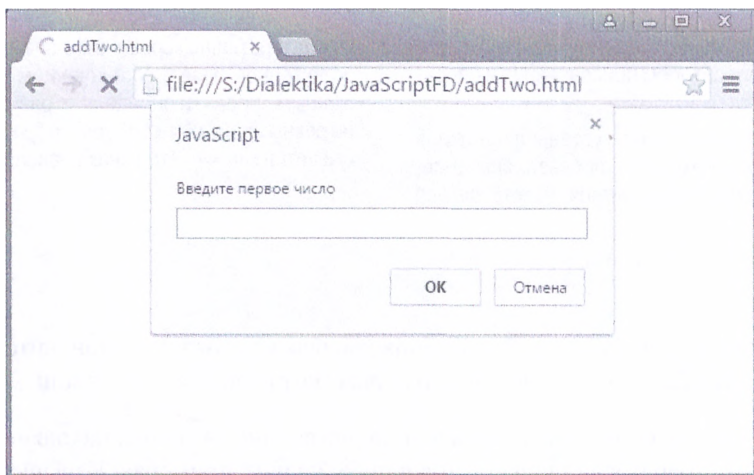 addTwo.html
file:///S:/Dialektika/JavaScriptFD/addTwo.html
JavaScript
Введите первое число
OK
Отмена